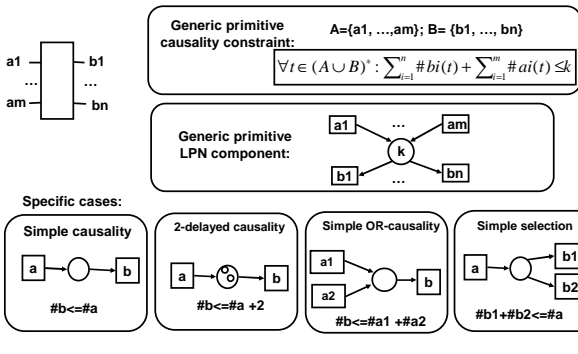 Generic primitive causality constraint:
A={a1, …,am}; B= {b1, …, bn}
∀t∈(A∪B)*: ∑_{i=1}^{n} #bi(t) + ∑_{i=1}^{m} #ai(t) ≤k
a1
b1
…
…
am
bn
Generic primitive LPN component:
a1
…
am
k
b1
…
bn
Specific cases:
Simple causality
a
b
#b<=#a
2-delayed causality
a
b
#b<=#a +2
Simple OR-causality
a1
a2
b
#b<=#a1 +#a2
Simple selection
a
b1
b2
#b1+#b2<=#a